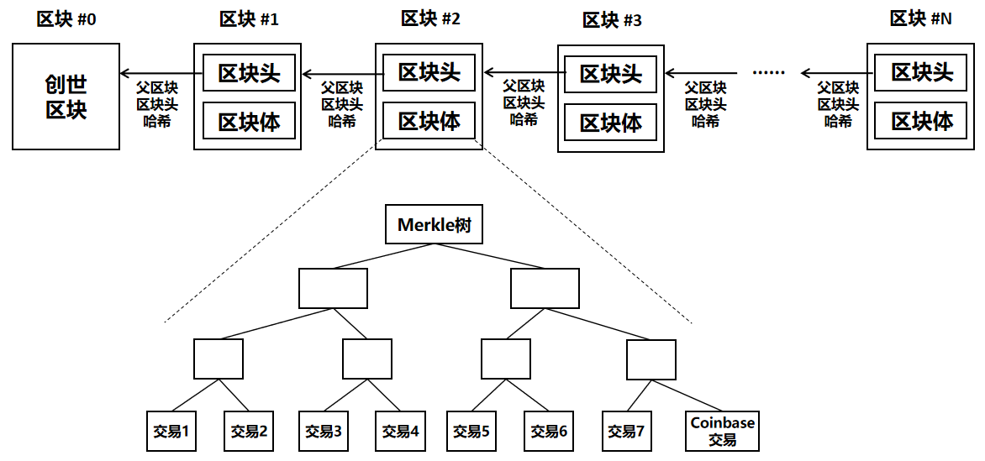 区块 #0
区块 #1
区块 #2
区块 #3
区块 #N
创世
区块
区块头
区块体
区块头
区块体
区块头
区块体
区块头
区块体
父区块
区块头
哈希
父区块
区块头
哈希
父区块
区块头
哈希
父区块
区块头
哈希
······
父区块
区块头
哈希
Merkle树
交易1
交易2
交易3
交易4
交易5
交易6
交易7
Coinbase
交易